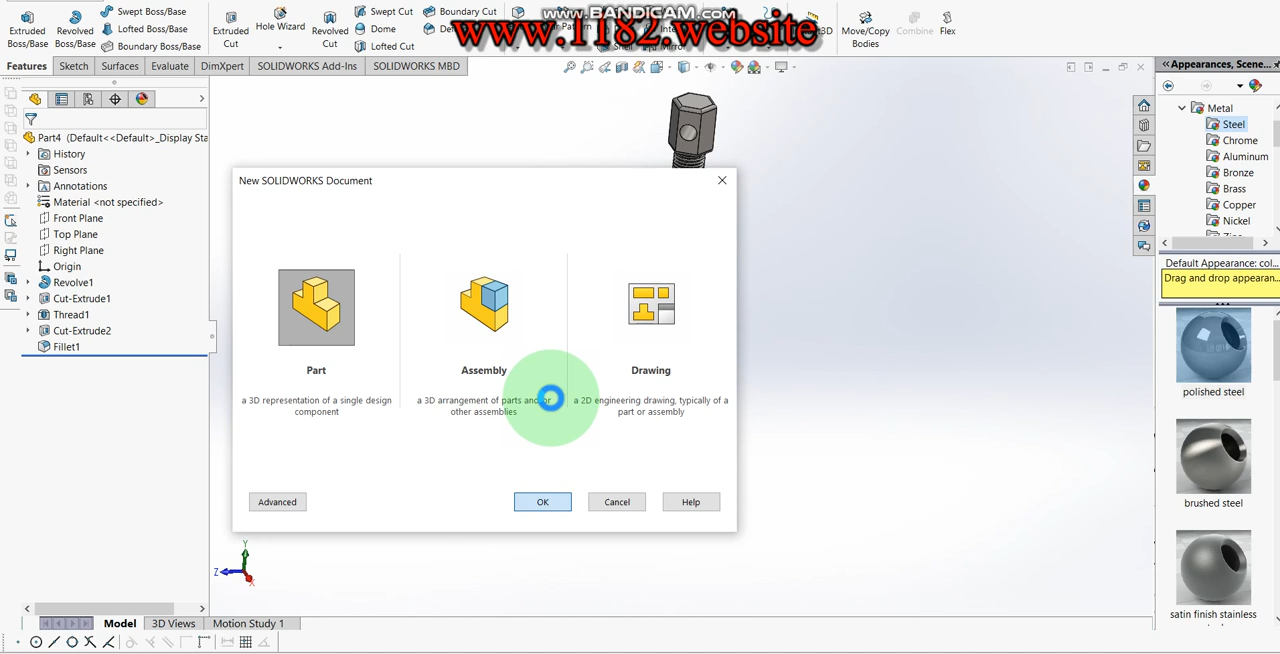 www.BANDICAM.COM
www.1182.website
Extruded Boss/Base
Revolved Boss/Base
Swept Boss/Base
Lofted Boss/Base
Boundary Boss/Base
Extruded Cut
Hole Wizard
Revolved Cut
Swept Cut
Dome
Lofted Cut
Boundary Cut
Shell
Mirror
Move/Copy Bodies
Combine
Flex
Features
Sketch
Surfaces
Evaluate
DimXpert
SOLIDWORKS Add-Ins
SOLIDWORKS MBD
Part4 (Default<<Default>_Display Sta
History
Sensors
Annotations
Material <not specified>
Front Plane
Top Plane
Right Plane
Origin
Revolve1
Cut-Extrude1
Thread1
Cut-Extrude2
Fillet1
New SOLIDWORKS Document
Part
a 3D representation of a single design component
Assembly
a 3D arrangement of parts and/or other assemblies
Drawing
a 2D engineering drawing, typically of a part or assembly
Advanced
OK
Cancel
Help
Y
Z
X
Model
3D Views
Motion Study 1
Appearances, Scene...
Metal
Steel
Chrome
Aluminum
Bronze
Brass
Copper
Nickel
Default Appearance: col...
Drag and drop appearan...
polished steel
brushed steel
satin finish stainless